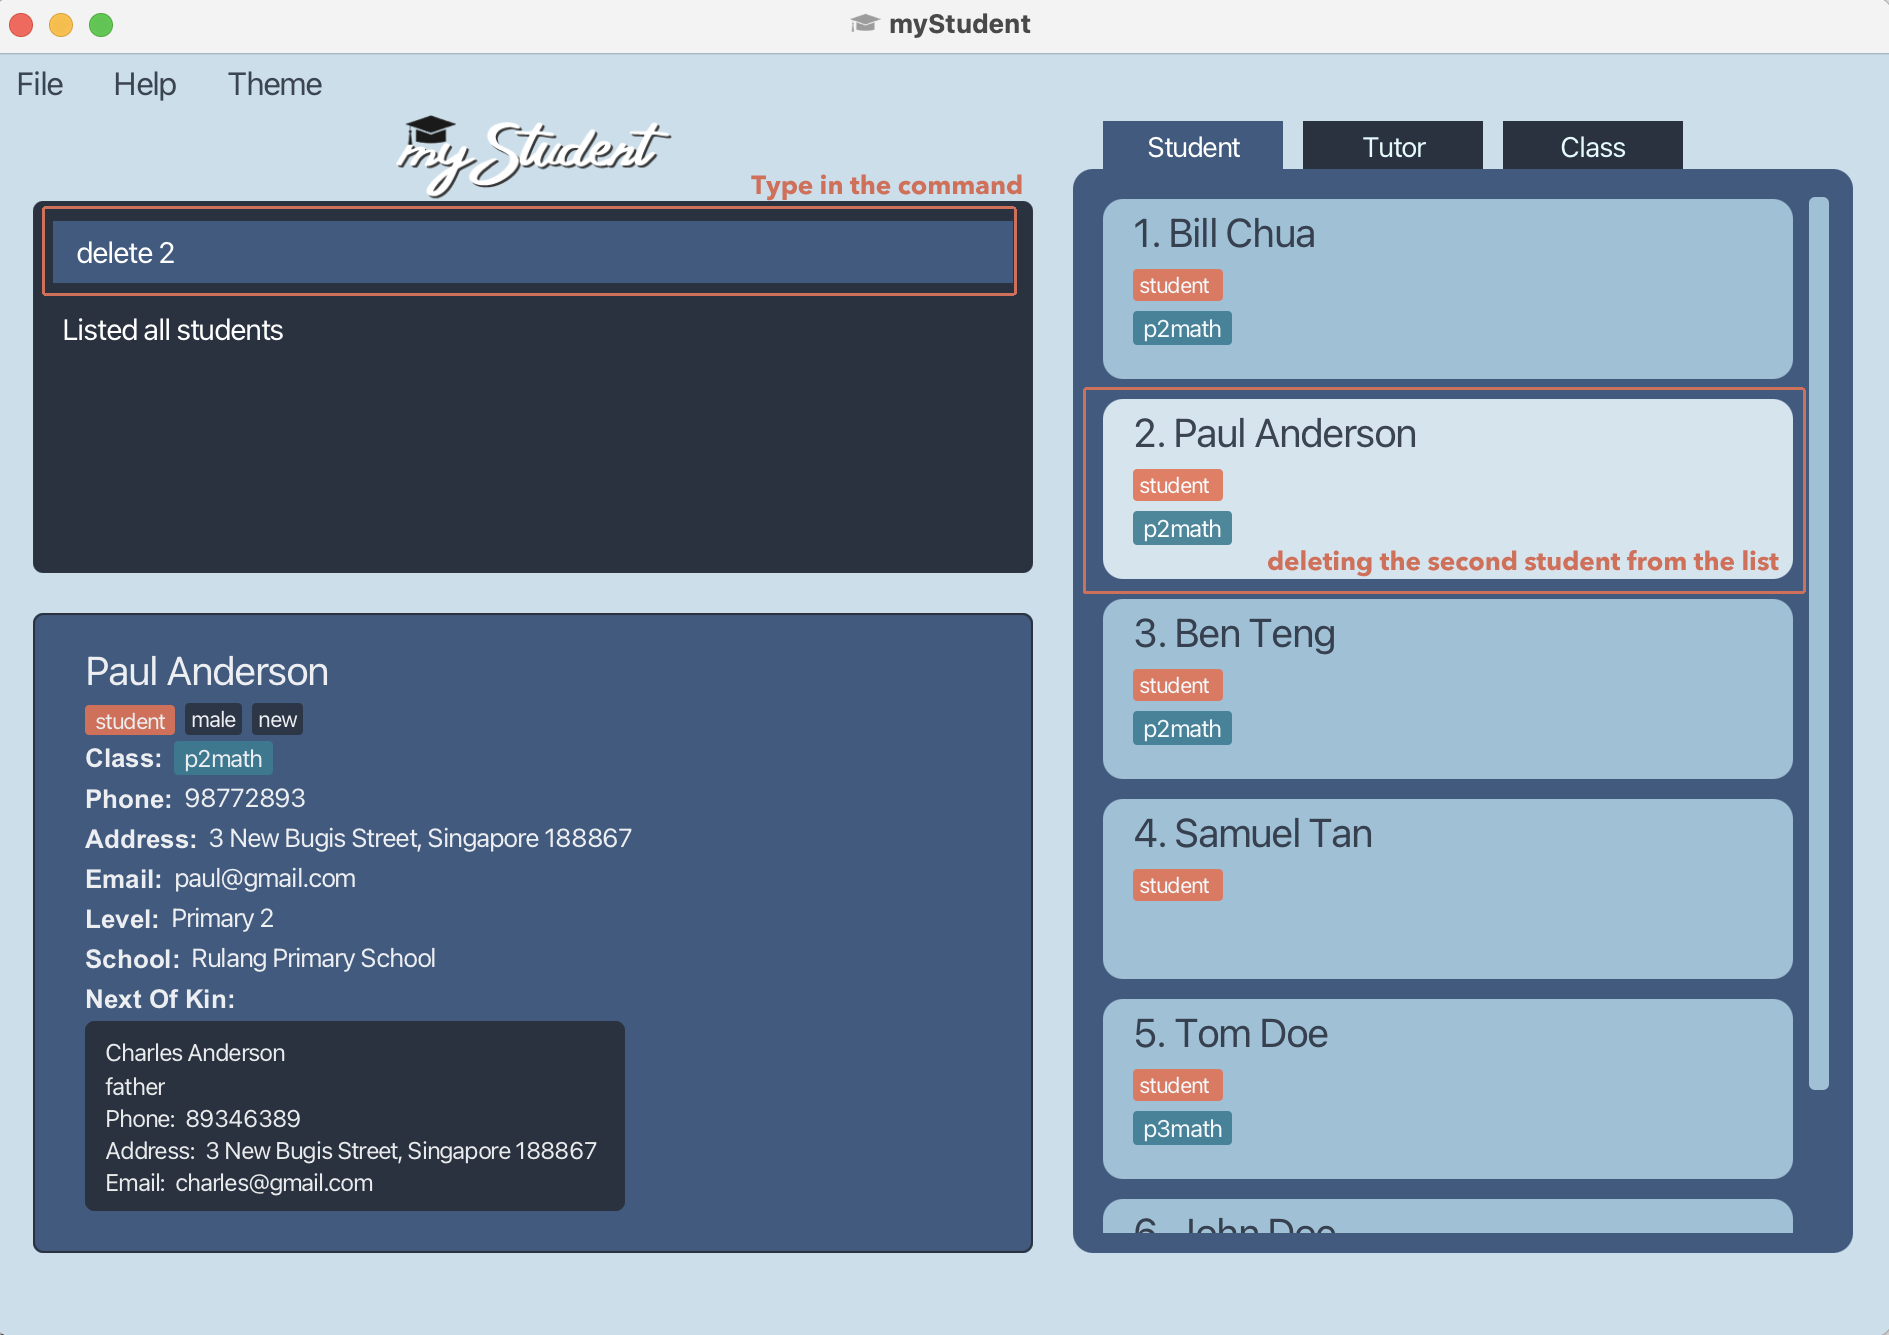 myStudent
File Help Theme
myStudent
Type in the command
delete 2
Listed all students
Paul Anderson
student male new
Class: p2math
Phone: 98772893
Address: 3 New Bugis Street, Singapore 188867
Email: paul@gmail.com
Level: Primary 2
School: Rulang Primary School
Next Of Kin:
Charles Anderson
father
Phone: 89346389
Address: 3 New Bugis Street, Singapore 188867
Email: charles@gmail.com
Student Tutor Class
1. Bill Chua
student
p2math
2. Paul Anderson
student
p2math
deleting the second student from the list
3. Ben Teng
student
p2math
4. Samuel Tan
student
5. Tom Doe
student
p3math
6. John Doe